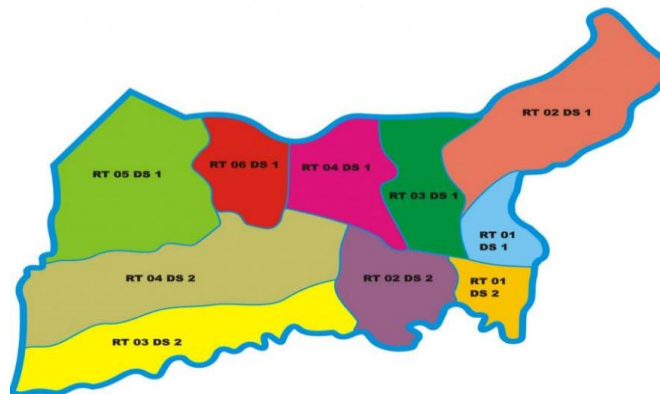 RT 02 DS 1
RT 05 DS 1
RT 06 DS 1
RT 04 DS 1
RT 03 DS 1
RT 01
DS 1
RT 04 DS 2
RT 02 DS 2
RT 01
DS 2
RT 03 DS 2